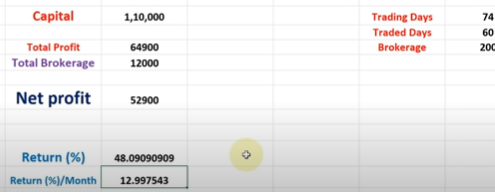 Capital 1,10,000 Trading Days 74
Traded Days 60
Total Profit 64900 Brokerage 200
Total Brokerage 12000
Net profit 52900
Return (%) 48.09090909
Return (%)/Month 12.997543